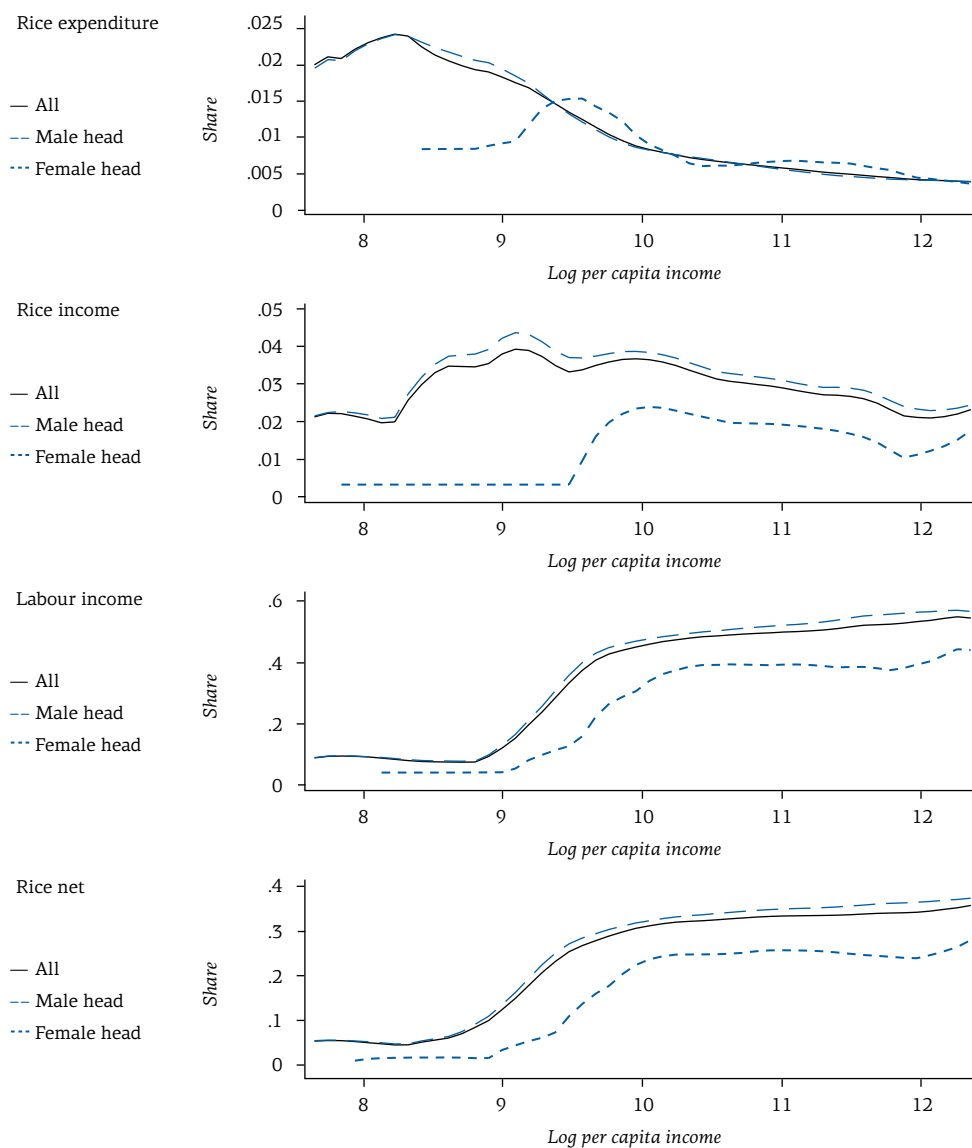 Rice expenditure
— All
-- Male head
--- Female head
Share
.025
.02
.015
.01
.005
0
8 9 10 11 12
Log per capita income
Rice income
— All
-- Male head
--- Female head
Share
.05
.04
.03
.02
.01
0
8 9 10 11 12
Log per capita income
Labour income
— All
-- Male head
--- Female head
Share
.6
.4
.2
0
8 9 10 11 12
Log per capita income
Rice net
— All
-- Male head
--- Female head
Share
.4
.3
.2
.1
0
8 9 10 11 12
Log per capita income